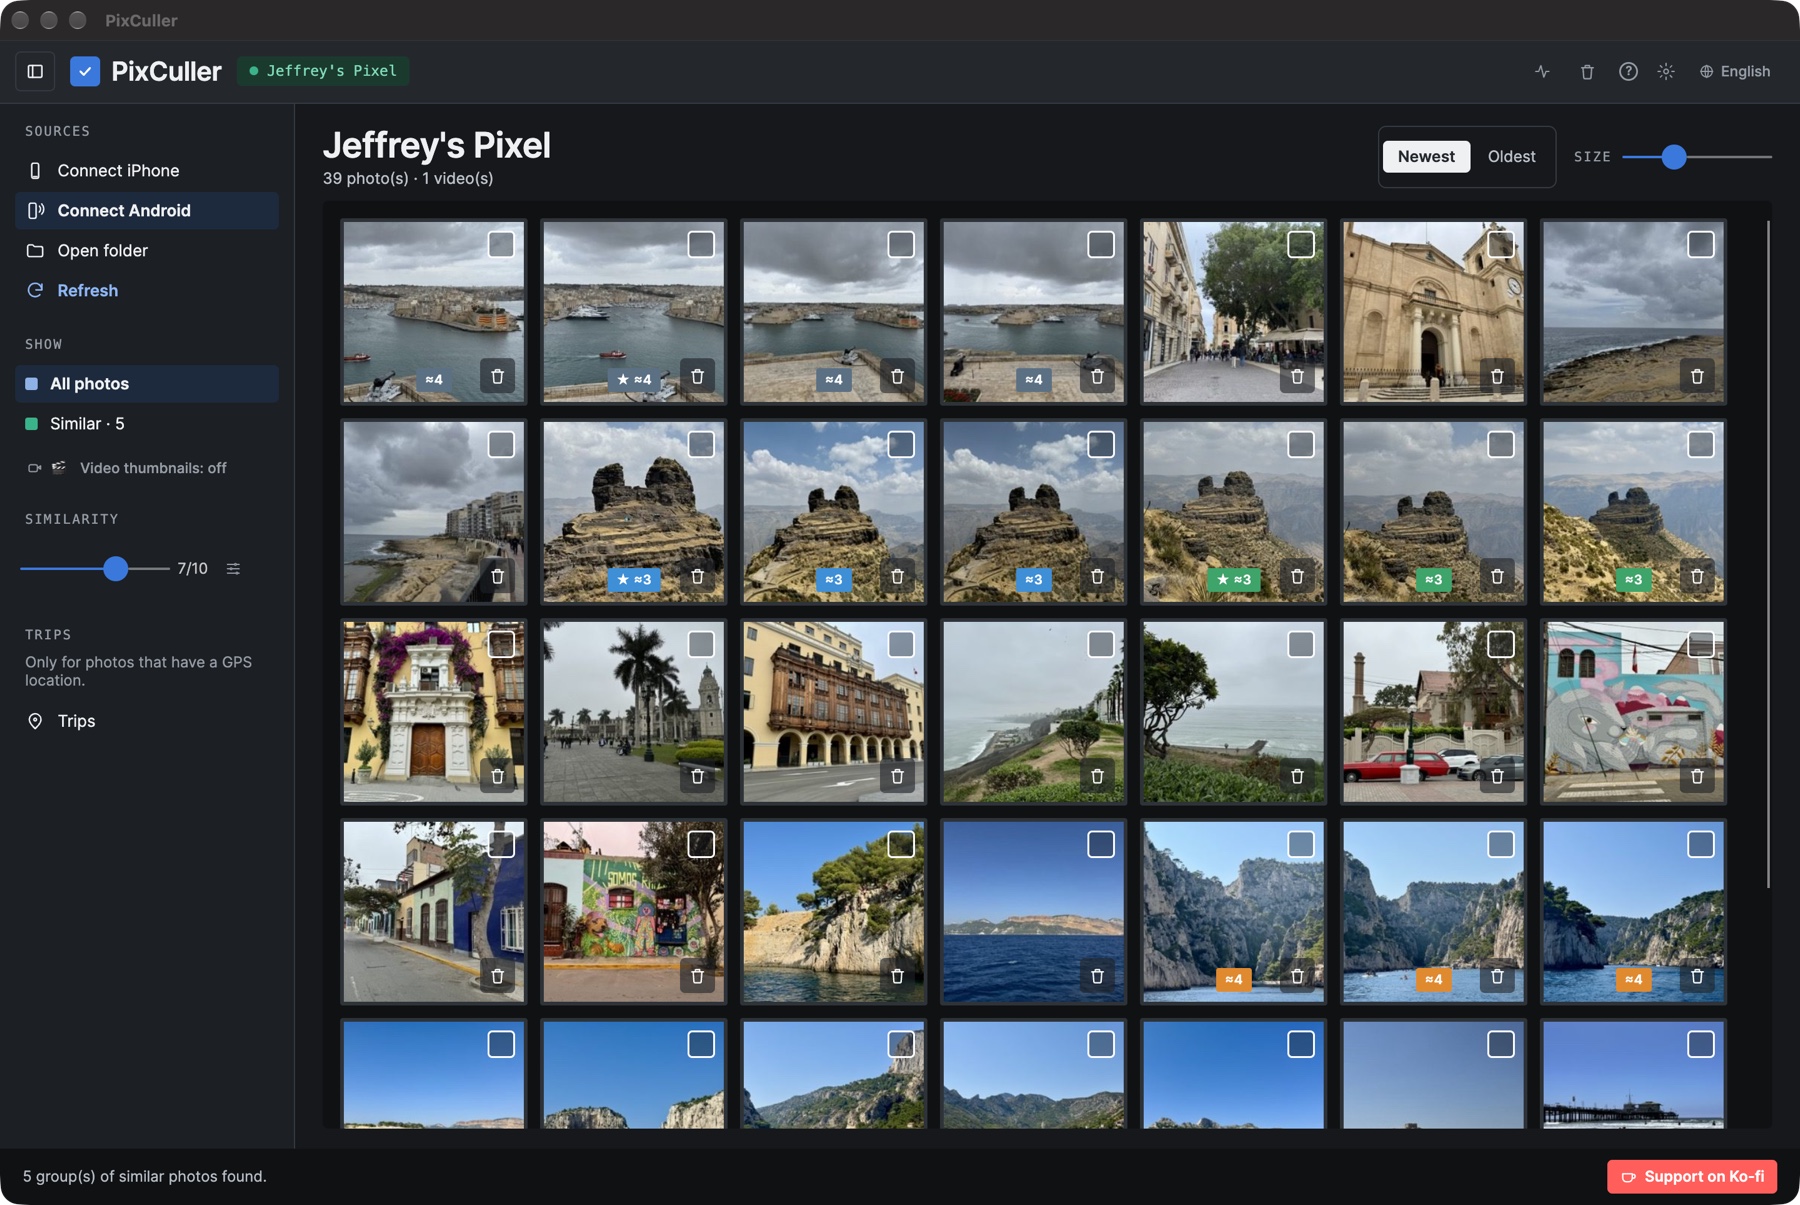 PixCuller
PixCuller
Jeffrey's Pixel
English
SOURCES
Connect iPhone
Connect Android
Open folder
Refresh
SHOW
All photos
Similar · 5
Video thumbnails: off
SIMILARITY
7/10
TRIPS
Only for photos that have a GPS
location.
Trips
Jeffrey's Pixel
39 photo(s) · 1 video(s)
Newest
Oldest
SIZE
≈4
★ ≈4
≈4
≈4
★ ≈3
≈3
≈3
★ ≈3
≈3
≈3
SOMOS
≈4
≈4
≈4
5 group(s) of similar photos found.
Support on Ko-fi